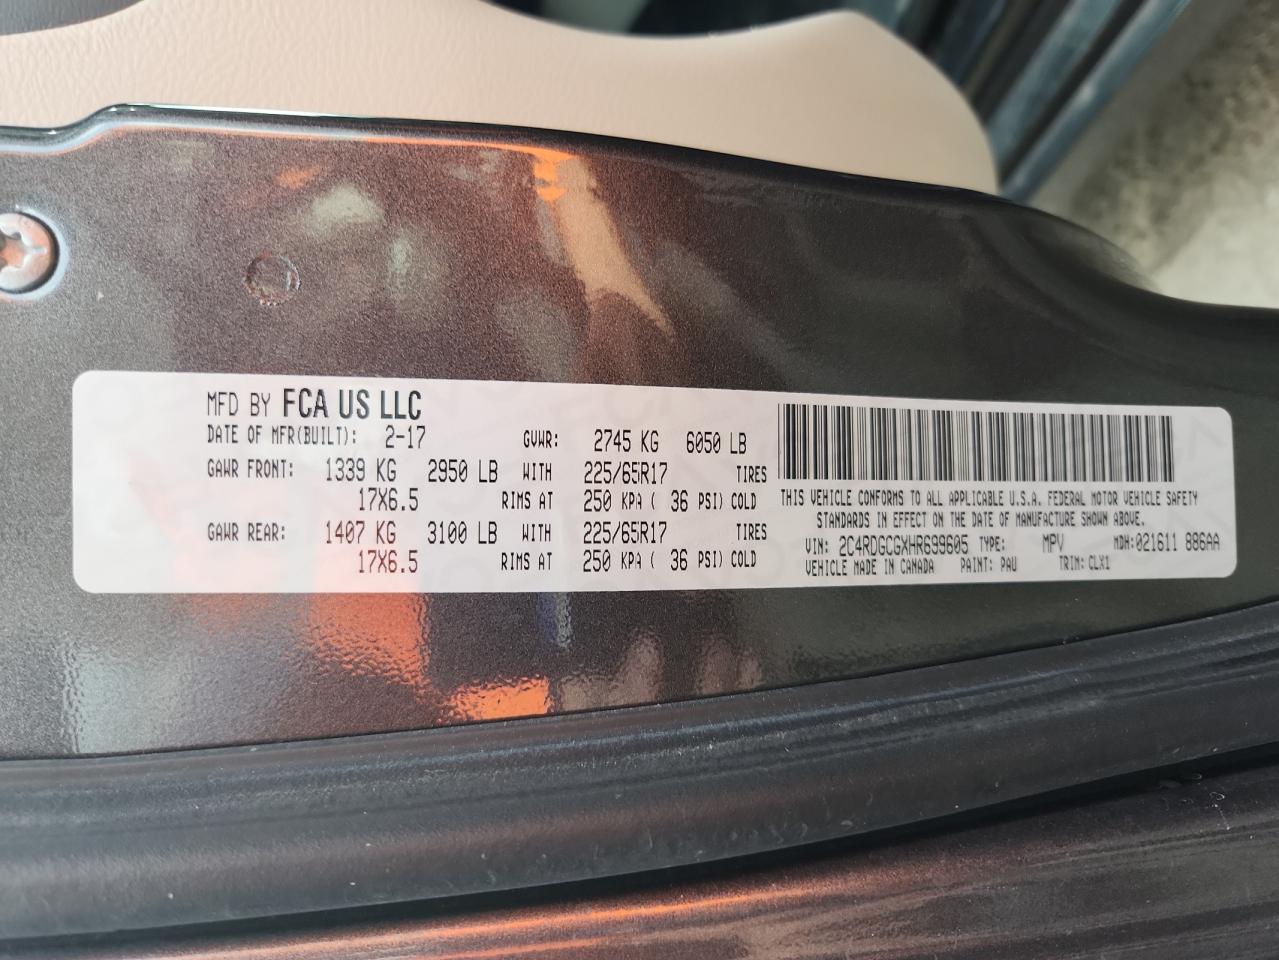 MFD BY FCA US LLC
DATE OF MFR(BUILT): 2-17 GVWR: 2745 KG 6050 LB
GAWR FRONT: 1339 KG 2950 LB WITH 225/65R17 TIRES
17X6.5 RIMS AT 250 KPA ( 36 PSI) COLD
GAWR REAR: 1407 KG 3100 LB WITH 225/65R17 TIRES
17X6.5 RIMS AT 250 KPA ( 36 PSI) COLD
THIS VEHICLE CONFORMS TO ALL APPLICABLE U.S.A. FEDERAL MOTOR VEHICLE SAFETY
STANDARDS IN EFFECT ON THE DATE OF MANUFACTURE SHOWN ABOVE.
VIN: 2C4RDGCGXHR699605 TYPE: MPV MDH:021611 886AA
VEHICLE MADE IN CANADA PAINT: PAU TRIM: CLX1